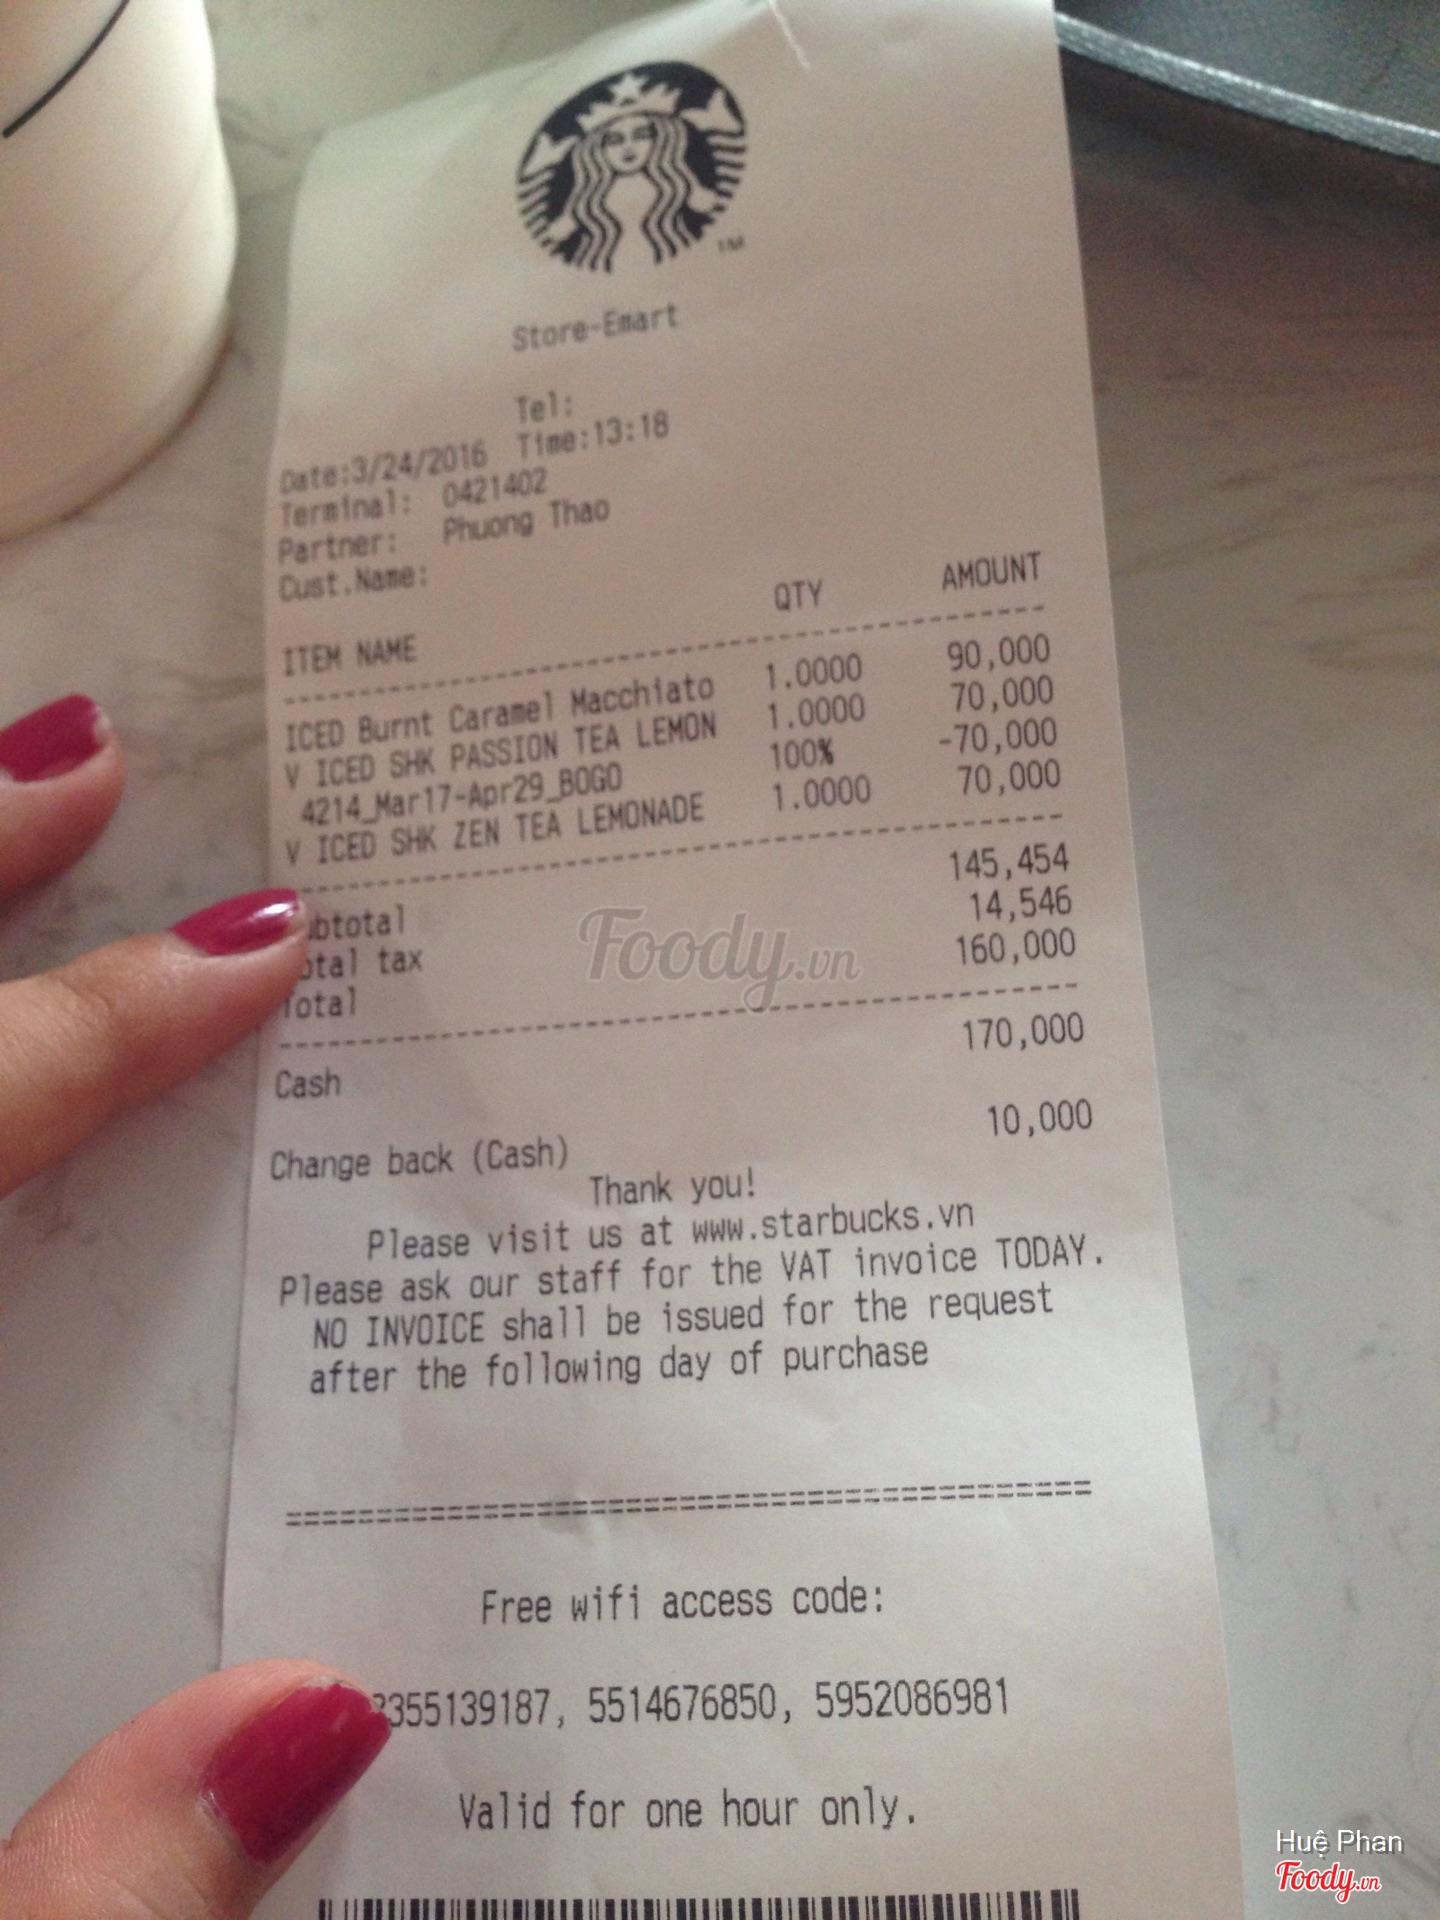 TM
Store-Emart
Tel:
Date:3/24/2016 Time:13:18
Terminal: 0421402
Partner: Phuong Thao
Cust.Name:
ITEM NAME QTY AMOUNT
ICED Burnt Caramel Macchiato 1.0000 90,000
V ICED SHK PASSION TEA LEMON 1.0000 70,000
4214_Mar17-Apr29_BOGO 100% -70,000
V ICED SHK ZEN TEA LEMONADE 1.0000 70,000
ubtotal 145,454
otal tax 14,546
Total 160,000
Foody.vn
Cash 170,000
Change back (Cash) 10,000
Thank you!
Please visit us at www.starbucks.vn
Please ask our staff for the VAT invoice TODAY.
NO INVOICE shall be issued for the request
after the following day of purchase
Free wifi access code:
355139187, 5514676850, 5952086981
Valid for one hour only.
Huệ Phan
Foody.vn